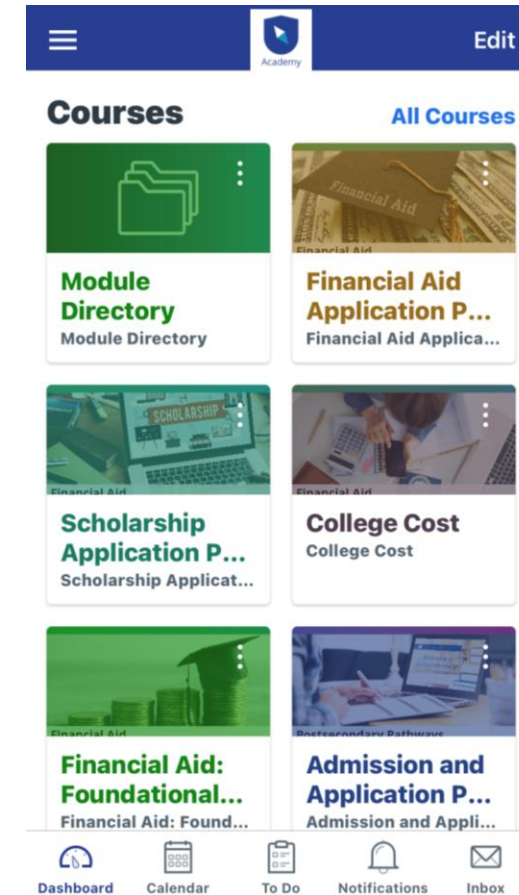 Academy
Edit
Courses
All Courses
Module
Directory
Module Directory
Financial Aid
Financial Aid
Financial Aid
Application P...
Financial Aid Applica...
SCHOLARSHIP
Financial Aid
Scholarship
Application P...
Scholarship Applicat...
Financial Aid
College Cost
College Cost
Financial Aid
Financial Aid:
Foundational...
Financial Aid: Found...
Postsecondary Pathways
Admission and
Application P...
Admission and Appli...
Dashboard
Calendar
To Do
Notifications
Inbox